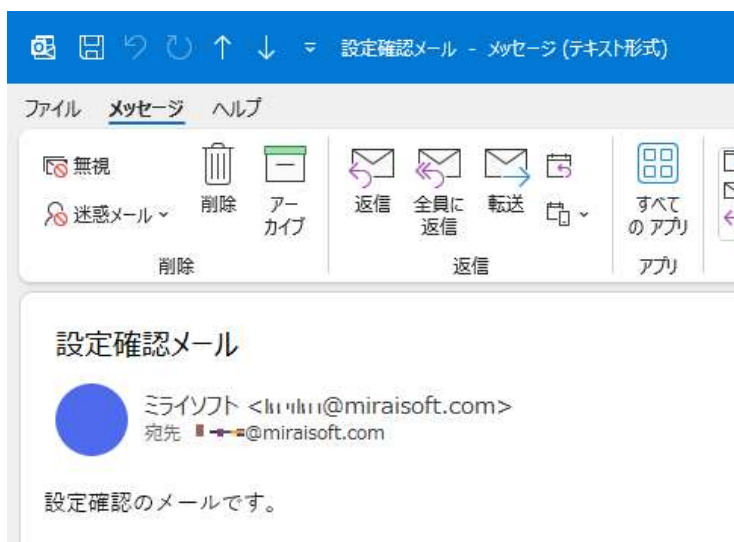 設定確認メール - メッセージ (テキスト形式)
ファイル メッセージ ヘルプ
無視
迷惑メール
削除
アー
カイブ
返信
全員に
返信
転送
すべて
の アプリ
削除
返信
アプリ
設定確認メール
ミライソフト < @miraisoft.com>
宛先 @miraisoft.com
設定確認のメールです。